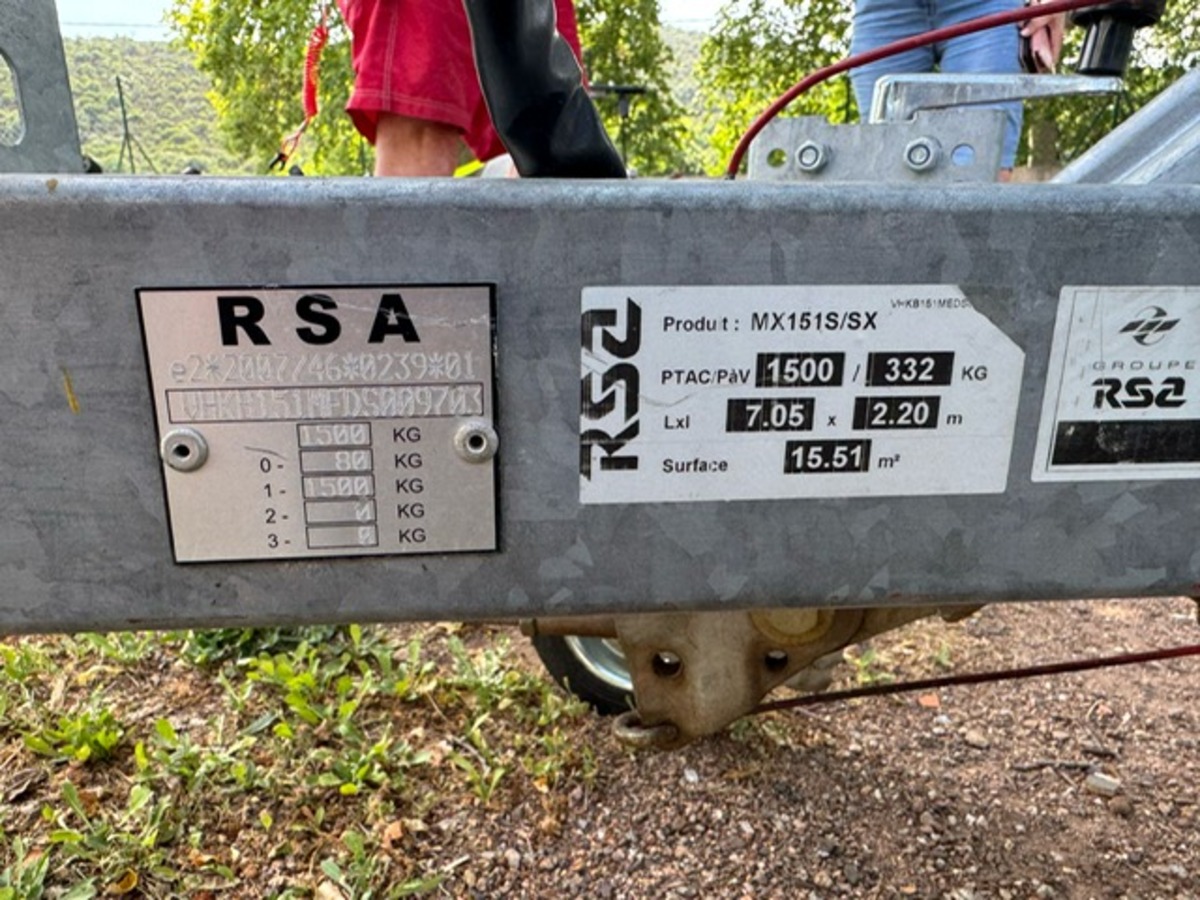 RSA
e2*2007/46*0239*01
VHKB151MEDS009703
1500 KG
0- 80 KG
1- 1500 KG
2- 0 KG
3- 0 KG
RSA
VHKB151MEDS
Produit : MX151S/SX
PTAC/PàV 1500 / 332 KG
Lxl 7.05 x 2.20 m
Surface 15.51 m²
GROUPE
RSA